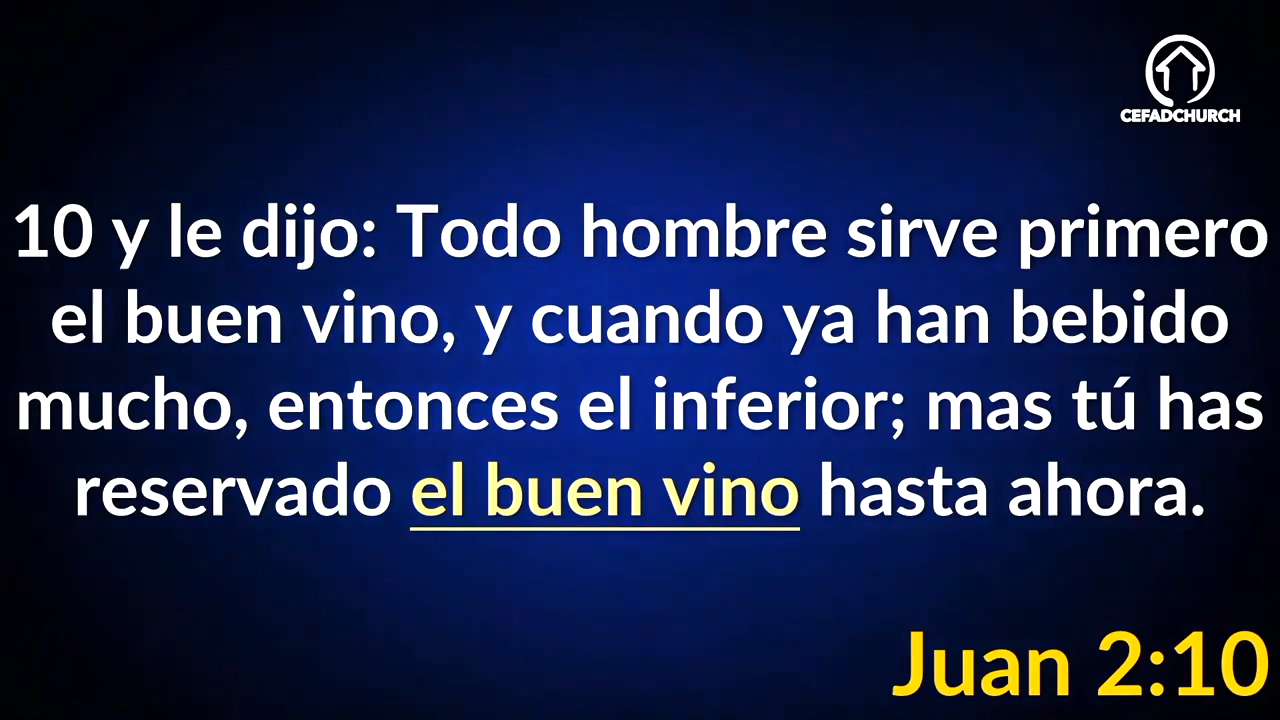 CEFADCHURCH
10 y le dijo: Todo hombre sirve primero
el buen vino, y cuando ya han bebido
mucho, entonces el inferior; mas tú has
reservado el buen vino hasta ahora.
Juan 2:10